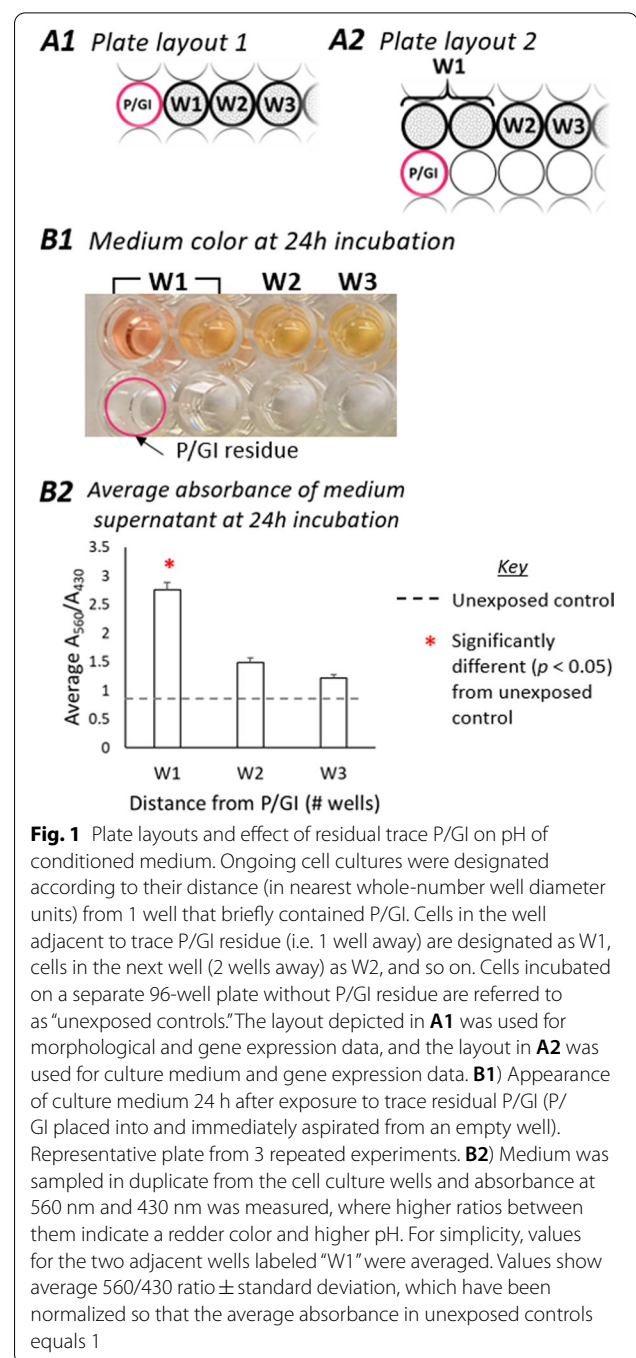 A1 Plate layout 1
P/GI W1 W2 W3
A2 Plate layout 2
W1
W2 W3
P/GI
B1 Medium color at 24h incubation
W1 W2 W3
P/GI residue
B2 Average absorbance of medium
supernatant at 24h incubation
Average A560/A430
3.5
3
2.5
2
1.5
1
0.5
0
*
W1 W2 W3
Distance from P/GI (# wells)
Key
--- Unexposed control
* Significantly
different (p < 0.05)
from unexposed
control
Fig. 1 Plate layouts and effect of residual trace P/GI on pH of
conditioned medium. Ongoing cell cultures were designated
according to their distance (in nearest whole-number well diameter
units) from 1 well that briefly contained P/GI. Cells in the well
adjacent to trace P/GI residue (i.e. 1 well away) are designated as W1,
cells in the next well (2 wells away) as W2, and so on. Cells incubated
on a separate 96-well plate without P/GI residue are referred to
as “unexposed controls.” The layout depicted in A1 was used for
morphological and gene expression data, and the layout in A2 was
used for culture medium and gene expression data. B1) Appearance
of culture medium 24 h after exposure to trace residual P/GI (P/
GI placed into and immediately aspirated from an empty well).
Representative plate from 3 repeated experiments. B2) Medium was
sampled in duplicate from the cell culture wells and absorbance at
560 nm and 430 nm was measured, where higher ratios between
them indicate a redder color and higher pH. For simplicity, values
for the two adjacent wells labeled “W1” were averaged. Values show
average 560/430 ratio ± standard deviation, which have been
normalized so that the average absorbance in unexposed controls
equals 1